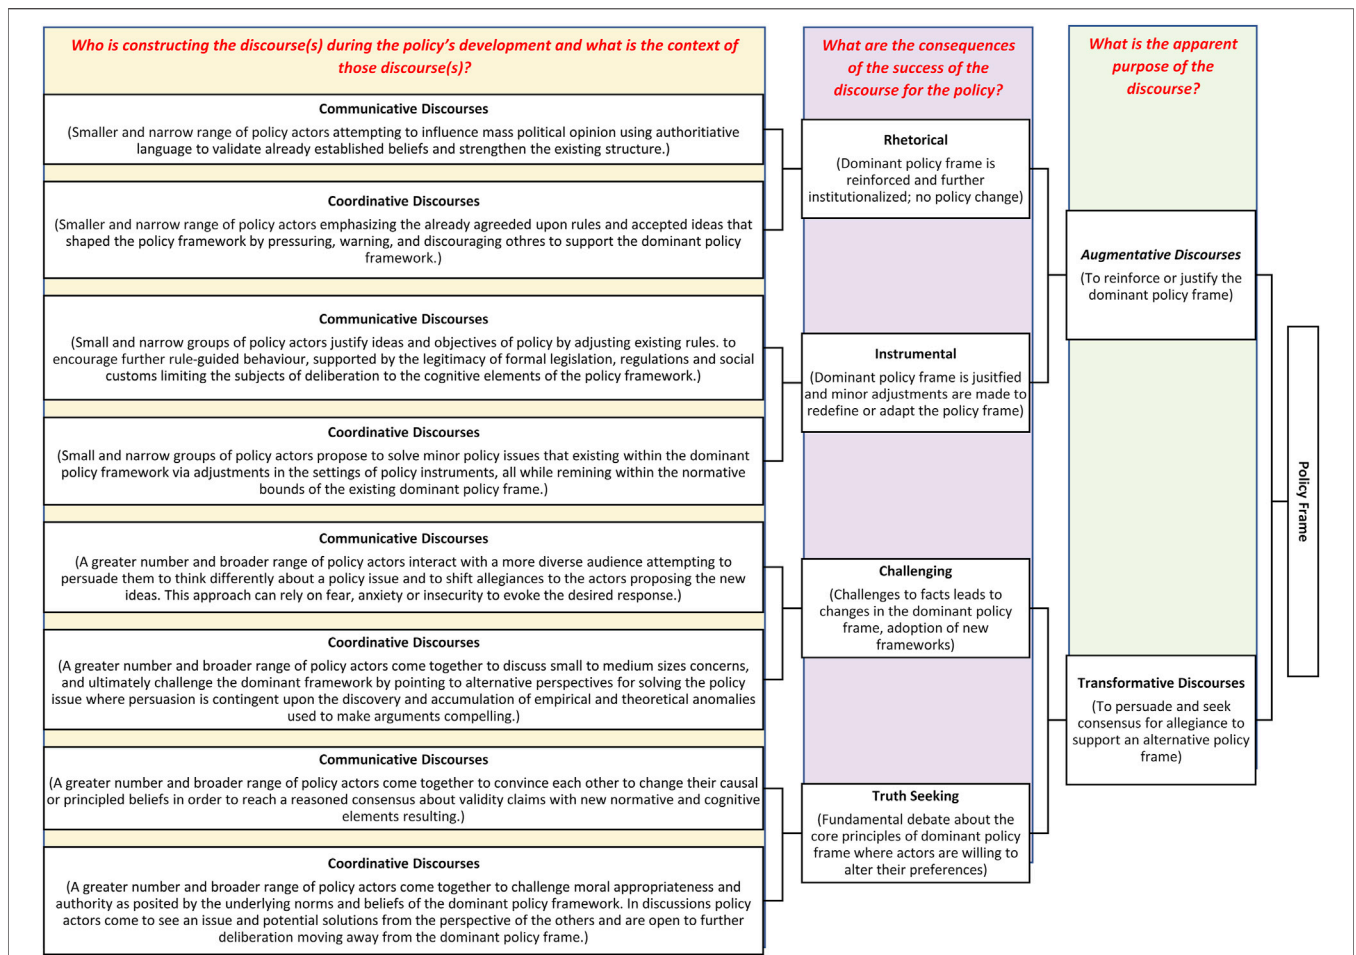 Who is constructing the discourse(s) during the policy's development and what is the context of
those discourse(s)?
Communicative Discourses
(Smaller and narrow range of policy actors attempting to influence mass political opinion using authoritiative
language to validate already established beliefs and strengthen the existing structure.)
Coordinative Discourses
(Smaller and narrow range of policy actors emphasizing the already agreeded upon rules and accepted ideas that
shaped the policy framework by pressuring, warning, and discouraging othres to support the dominant policy
framework.)
Communicative Discourses
(Small and narrow groups of policy actors justify ideas and objectives of policy by adjusting existing rules. to
encourage further rule-guided behaviour, supported by the legitimacy of formal legislation, regulations and social
customs limiting the subjects of deliberation to the cognitive elements of the policy framework.)
Coordinative Discourses
(Small and narrow groups of policy actors propose to solve minor policy issues that existing within the dominant
policy framework via adjustments in the settings of policy instruments, all while remining within the normative
bounds of the existing dominant policy frame.)
Communicative Discourses
(A greater number and broader range of policy actors interact with a more diverse audience attempting to
persuade them to think differently about a policy issue and to shift allegiances to the actors proposing the new
ideas. This approach can rely on fear, anxiety or insecurity to evoke the desired response.)
Coordinative Discourses
(A greater number and broader range of policy actors come together to discuss small to medium sizes concerns,
and ultimately challenge the dominant framework by pointing to alternative perspectives for solving the policy
issue where persuasion is contingent upon the discovery and accumulation of empirical and theoretical anomalies
used to make arguments compelling.)
Communicative Discourses
(A greater number and broader range of policy actors come together to convince each other to change their causal
or principled beliefs in order to reach a reasoned consensus about validity claims with new normative and cognitive
elements resulting.)
Coordinative Discourses
(A greater number and broader range of policy actors come together to challenge moral appropriateness and
authority as posited by the underlying norms and beliefs of the dominant policy framework. In discussions policy
actors come to see an issue and potential solutions from the perspective of the others and are open to further
deliberation moving away from the dominant policy frame.)
What are the consequences
of the success of the
discourse for the policy?
Rhetorical
(Dominant policy frame is
reinforced and further
institutionalized; no policy change)
Instrumental
(Dominant policy frame is jusitfied
and minor adjustments are made to
redefine or adapt the policy frame)
Challenging
(Challenges to facts leads to
changes in the dominant policy
frame, adoption of new
frameworks)
Truth Seeking
(Fundamental debate about the
core principles of dominant policy
frame where actors are willing to
alter their preferences)
What is the apparent
purpose of the
discourse?
Augmentative Discourses
(To reinforce or justify the
dominant policy frame)
Transformative Discourses
(To persuade and seek
consensus for allegiance to
support an alternative policy
frame)
Policy Frame